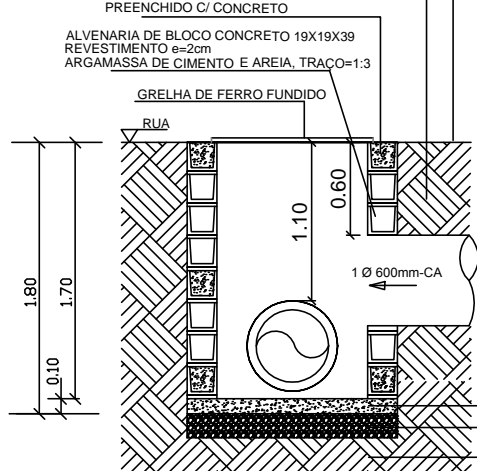 PREENCHIDO C/ CONCRETO
ALVENARIA DE BLOCO CONCRETO 19X19X39
REVESTIMENTO e=2cm
ARGAMASSA DE CIMENTO E AREIA, TRAÇO=1:3
GRELHA DE FERRO FUNDIDO
RUA
0.60
1.10
1 Ø 600mm-CA
1.80
1.70
0.10